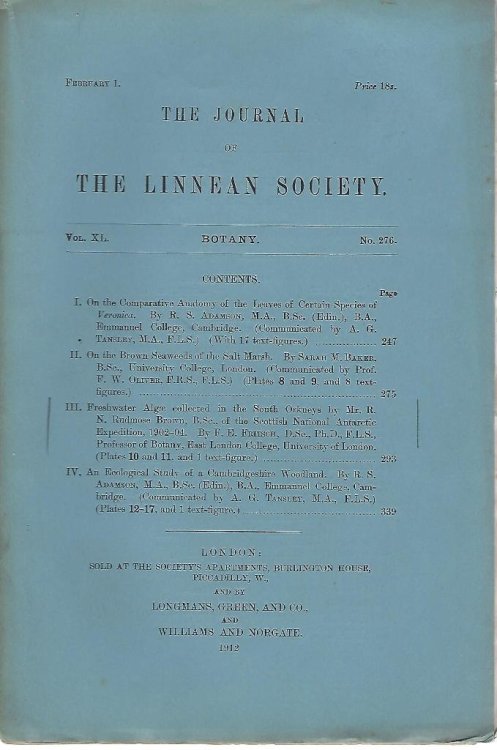 FEBRUARY 1.
Price 18s.
THE JOURNAL
OF
THE LINNEAN SOCIETY.
VOL. XL. BOTANY. No. 276.
CONTENTS.
Page
I. On the Comparative Anatomy of the Leaves of Certain Species of
Veronica. By R. S. ADAMSON, M.A., B.Sc. (Edin.), B.A.,
Emmanuel College, Cambridge. (Communicated by A. G.
TANSLEY, M.A., F.L.S.) (With 17 text-figures.) .................. 247
II. On the Brown Seaweeds of the Salt Marsh. By SARAH M. BAKER,
B.Sc., University College, London. (Communicated by Prof.
F. W. OLIVER, F.R.S., F.L.S.) (Plates 8 and 9, and 8 text-
figures.) .................. 275
III. Freshwater Algæ collected in the South Orkneys by Mr. R.
N. Rudmose Brown, B.Sc., of the Scottish National Antarctic
Expedition, 1902-04. By F. E. FRITSCH, D.Sc., Ph.D., F.L.S.,
Professor of Botany, East London College, University of London.
(Plates 10 and 11, and 1 text-figure.) .................. 293
IV. An Ecological Study of a Cambridgeshire Woodland. By R. S.
ADAMSON, M.A., B.Sc. (Edin.), B.A., Emmanuel College, Cam-
bridge. (Communicated by A. G. TANSLEY, M.A., F.L.S.)
(Plates 12-17, and 1 text-figure.) .................. 339
LONDON:
SOLD AT THE SOCIETY'S APARTMENTS, BURLINGTON HOUSE,
PICCADILLY, W.,
AND BY
LONGMANS, GREEN, AND CO.,
AND
WILLIAMS AND NORGATE.
1912